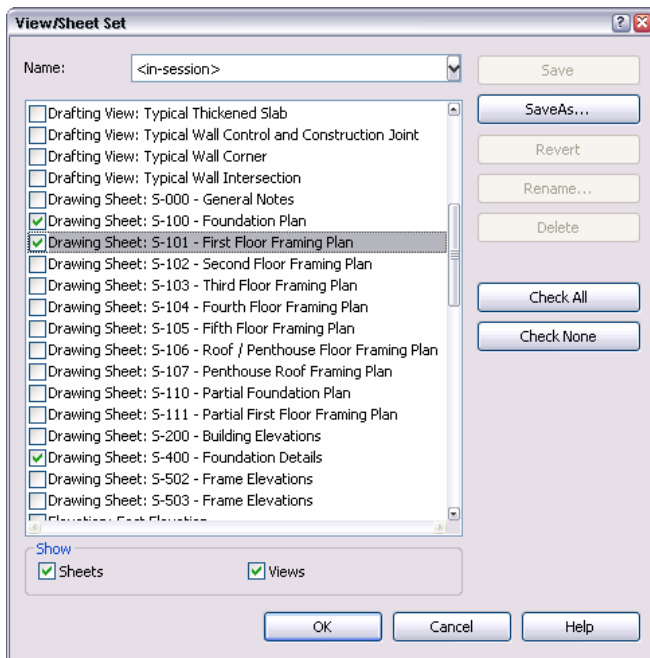 View/Sheet Set
Name:
<in-session>
Save
SaveAs...
Revert
Rename...
Delete
Check All
Check None
Drafting View: Typical Thickened Slab
Drafting View: Typical Wall Control and Construction Joint
Drafting View: Typical Wall Corner
Drafting View: Typical Wall Intersection
Drawing Sheet: S-000 - General Notes
Drawing Sheet: S-100 - Foundation Plan
Drawing Sheet: S-101 - First Floor Framing Plan
Drawing Sheet: S-102 - Second Floor Framing Plan
Drawing Sheet: S-103 - Third Floor Framing Plan
Drawing Sheet: S-104 - Fourth Floor Framing Plan
Drawing Sheet: S-105 - Fifth Floor Framing Plan
Drawing Sheet: S-106 - Roof / Penthouse Floor Framing Plan
Drawing Sheet: S-107 - Penthouse Roof Framing Plan
Drawing Sheet: S-110 - Partial Foundation Plan
Drawing Sheet: S-111 - Partial First Floor Framing Plan
Drawing Sheet: S-200 - Building Elevations
Drawing Sheet: S-400 - Foundation Details
Drawing Sheet: S-502 - Frame Elevations
Drawing Sheet: S-503 - Frame Elevations
Elevation: East Elevation
Show
Sheets
Views
OK
Cancel
Help